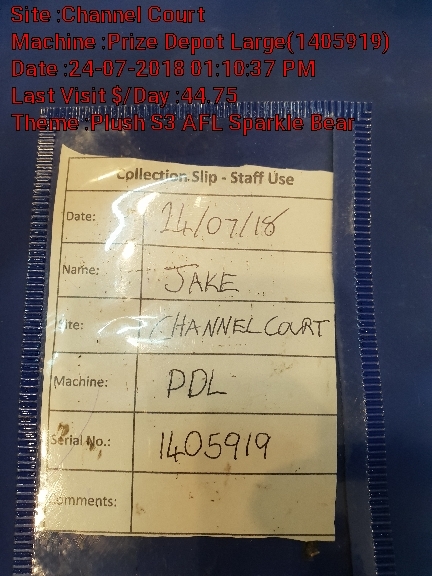 Site :Channel Court
Machine :Prize Depot Large(1405919)
Date :24-07-2018 01:10:37 PM
Last Visit $/Day :44.75
Theme :Plush S3 AFL Sparkle Bear
Collection Slip - Staff Use
Date: 24/07/18
Name: JAKE
Site: CHANNEL COURT
Machine: PDL
Serial No.: 1405919
Comments: